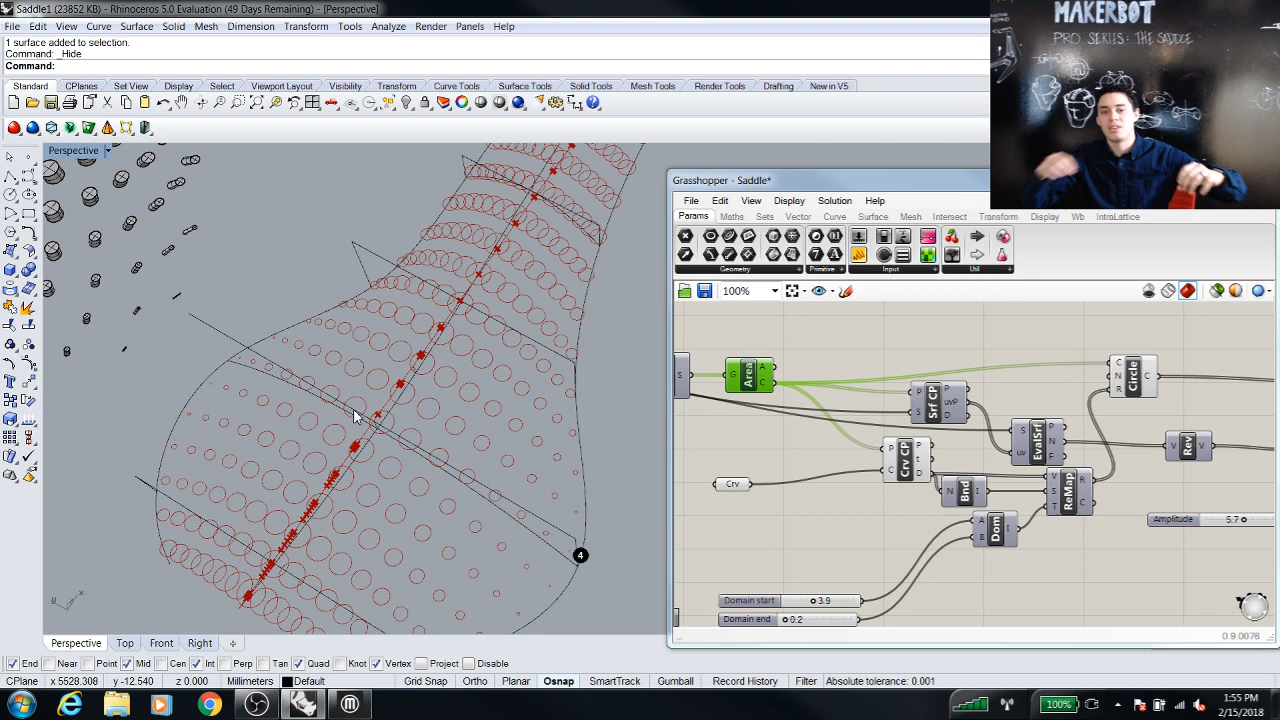 Saddle1 (23852 KB) - Rhinoceros 5.0 Evaluation (49 Days Remaining) - [Perspective]
File Edit View Curve Surface Solid Mesh Dimension Transform Tools Analyze Render Panels Help
1 surface added to selection.
Command: _Hide
Command:
Standard CPlanes Set View Display Select Viewport Layout Visibility Transform Curve Tools Surface Tools Solid Tools Mesh Tools Render Tools Drafting New in V5
Perspective
MAKERBOT
PRO SERIES: THE SADDLE
Grasshopper - Saddle*
File Edit View Display Solution Help
Params Maths Sets Vector Curve Surface Mesh Intersect Transform Display Wb IntraLattice
Geometry Primitive Input Util
100%
S G Area A C
P S Srf CP P uvP D
C N R Circle C
S uv EvalSrf P N F
V Rev V
P C Crv CP P t D
Crv
N Bnd I
V S T ReMap R C
A B Dom I
Amplitude 5.7
Domain start 3.9
Domain end 0.2
0.9.0076
4
y x
Perspective Top Front Right
End Near Point Mid Cen Int Perp Tan Quad Knot Vertex Project Disable
CPlane x 5528.308 y -12.540 z 0.000 Millimeters Default Grid Snap Ortho Planar Osnap SmartTrack Gumball Record History Filter Absolute tolerance: 0.001
100%
1:55 PM
2/15/2018